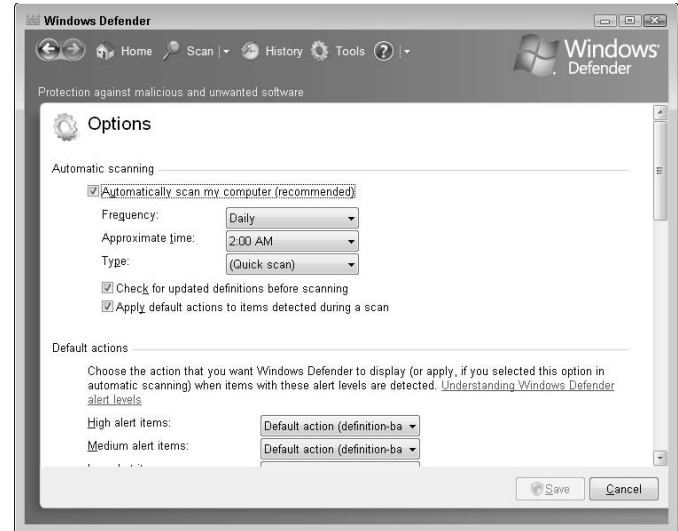 Windows Defender
Home Scan History Tools
Windows
Defender
Protection against malicious and unwanted software
Options
Automatic scanning
Automatically scan my computer (recommended)
Frequency: Daily
Approximate time: 2:00 AM
Type: (Quick scan)
Check for updated definitions before scanning
Apply default actions to items detected during a scan
Default actions
Choose the action that you want Windows Defender to display (or apply, if you selected this option in
automatic scanning) when items with these alert levels are detected. Understanding Windows Defender
alert levels
High alert items: Default action (definition-ba
Medium alert items: Default action (definition-ba
Save Cancel